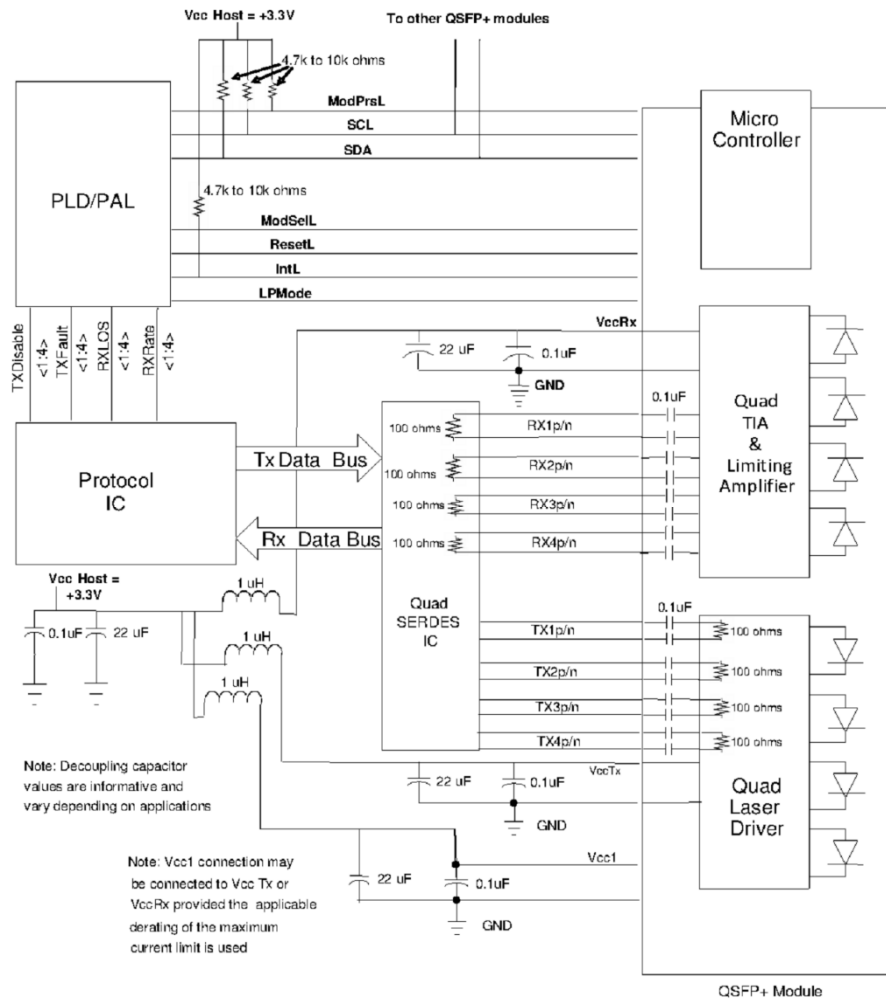 Vcc Host = +3.3V
To other QSFP+ modules
4.7k to 10k ohms
ModPrsL
SCL
SDA
Micro
Controller
PLD/PAL
4.7k to 10k ohms
ModSelL
ResetL
IntL
LPMode
TXDisable
<1:4>
TXFault
<1:4>
RXLOS
<1:4>
RXRate
<1:4>
VccRx
22 uF
0.1uF
GND
0.1uF
Quad
TIA
&
Limiting
Amplifier
100 ohms
RX1p/n
100 ohms
RX2p/n
100 ohms
RX3p/n
100 ohms
RX4p/n
Tx Data Bus
Protocol
IC
Rx Data Bus
Vcc Host =
+3.3V
1 uH
0.1uF
22 uF
1 uH
1 uH
Quad
SERDES
IC
0.1uF
TX1p/n
100 ohms
TX2p/n
100 ohms
TX3p/n
100 ohms
TX4p/n
100 ohms
VccTx
22 uF
0.1uF
GND
Quad
Laser
Driver
Note: Decoupling capacitor
values are informative and
vary depending on applications
Vcc1
22 uF
0.1uF
GND
Note: Vcc1 connection may
be connected to Vcc Tx or
VccRx provided the applicable
derating of the maximum
current limit is used
QSFP+ Module